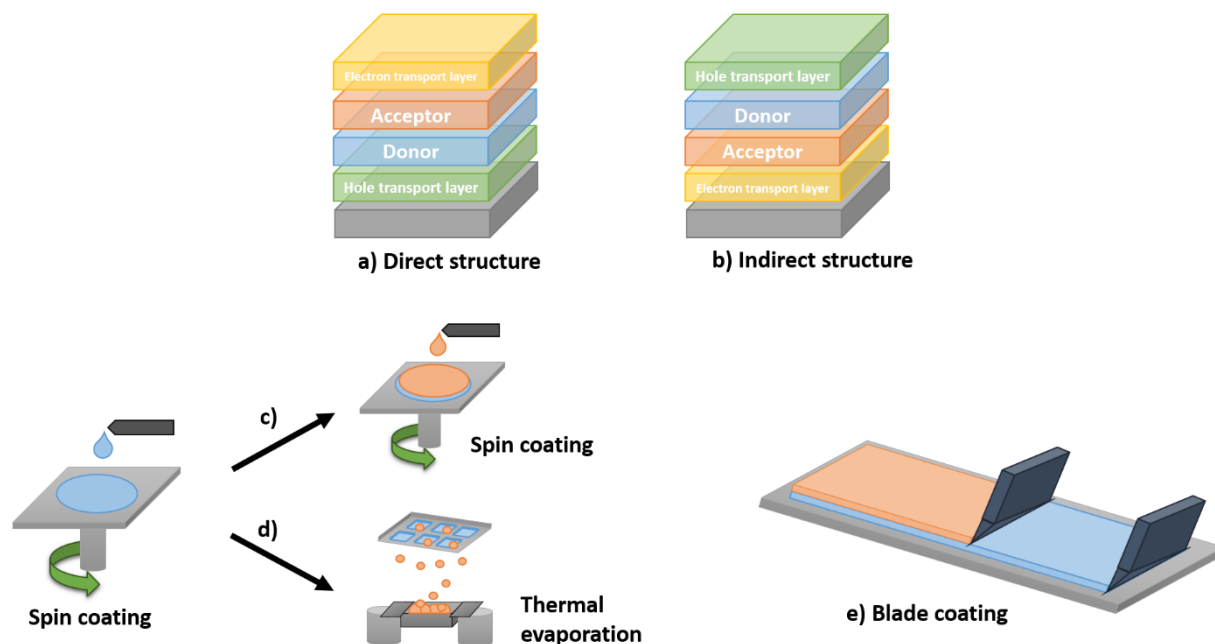 Electron transport layer
Acceptor
Donor
Hole transport layer
a) Direct structure
Hole transport layer
Donor
Acceptor
Electron transport layer
b) Indirect structure
Spin coating
c)
Spin coating
d)
Thermal
evaporation
e) Blade coating